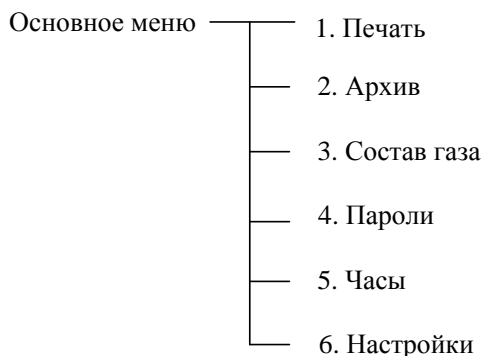 Основное меню
1. Печать
2. Архив
3. Состав газа
4. Пароли
5. Часы
6. Настройки